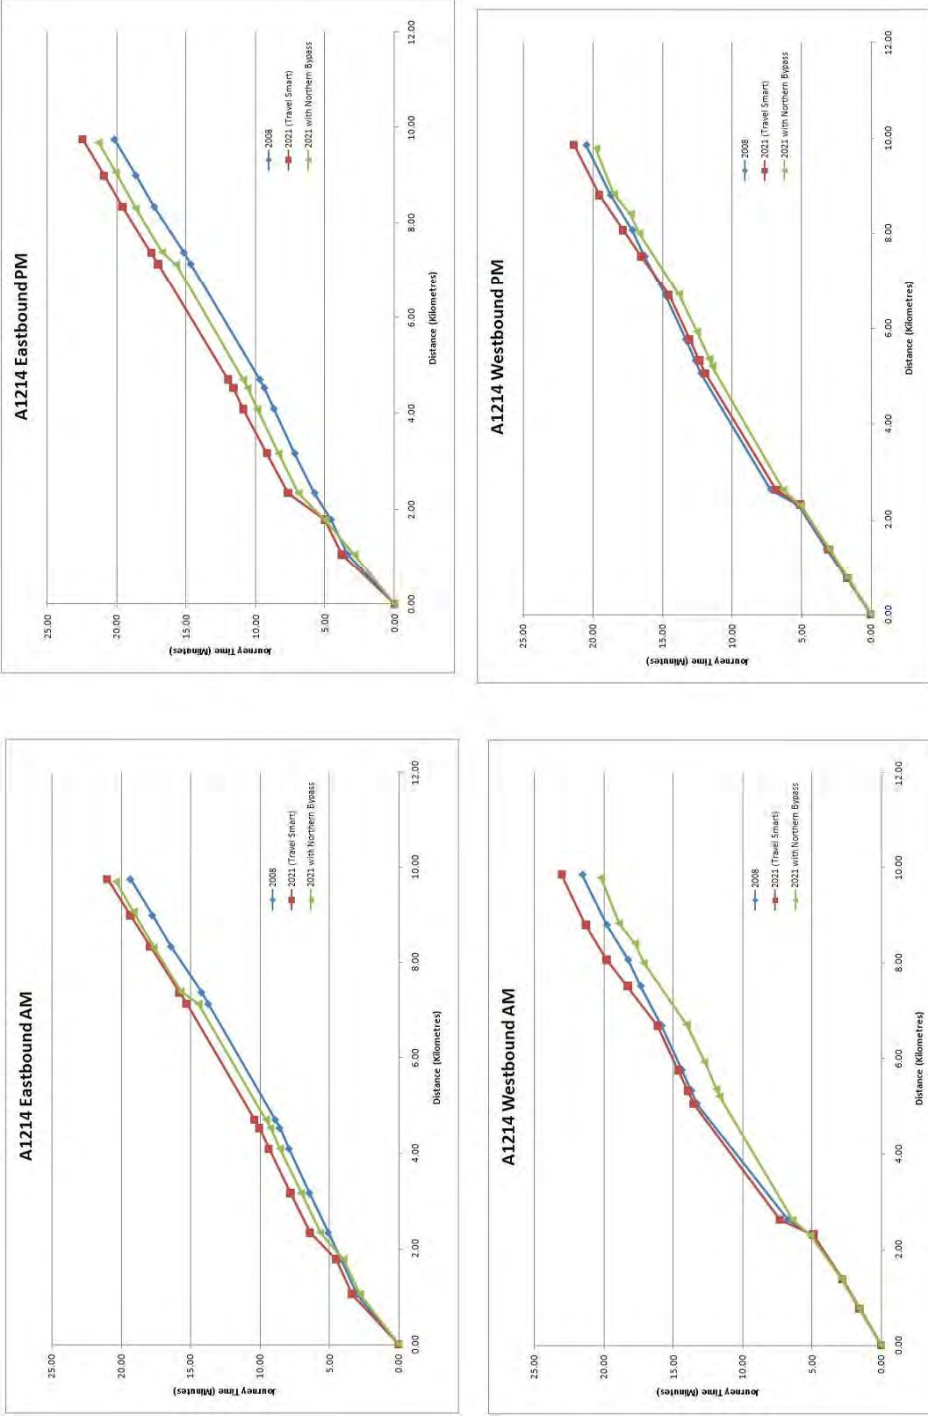 A1214 Eastbound AM
25.00
20.00
15.00
10.00
5.00
0.00
Journey Time (Minutes)
0.00 2.00 4.00 6.00 8.00 10.00 12.00
Distance (Kilometres)
2008
2021 (Travel Smart)
2021 with Northern Bypass
A1214 Eastbound PM
25.00
20.00
15.00
10.00
5.00
0.00
Journey Time (Minutes)
0.00 2.00 4.00 6.00 8.00 10.00 12.00
Distance (Kilometres)
2008
2021 (Travel Smart)
2021 with Northern Bypass
A1214 Westbound AM
25.00
20.00
15.00
10.00
5.00
0.00
Journey Time (Minutes)
0.00 2.00 4.00 6.00 8.00 10.00 12.00
Distance (Kilometres)
2008
2021 (Travel Smart)
2021 with Northern Bypass
A1214 Westbound PM
25.00
20.00
15.00
10.00
5.00
0.00
Journey Time (Minutes)
0.00 2.00 4.00 6.00 8.00 10.00 12.00
Distance (Kilometres)
2008
2021 (Travel Smart)
2021 with Northern Bypass